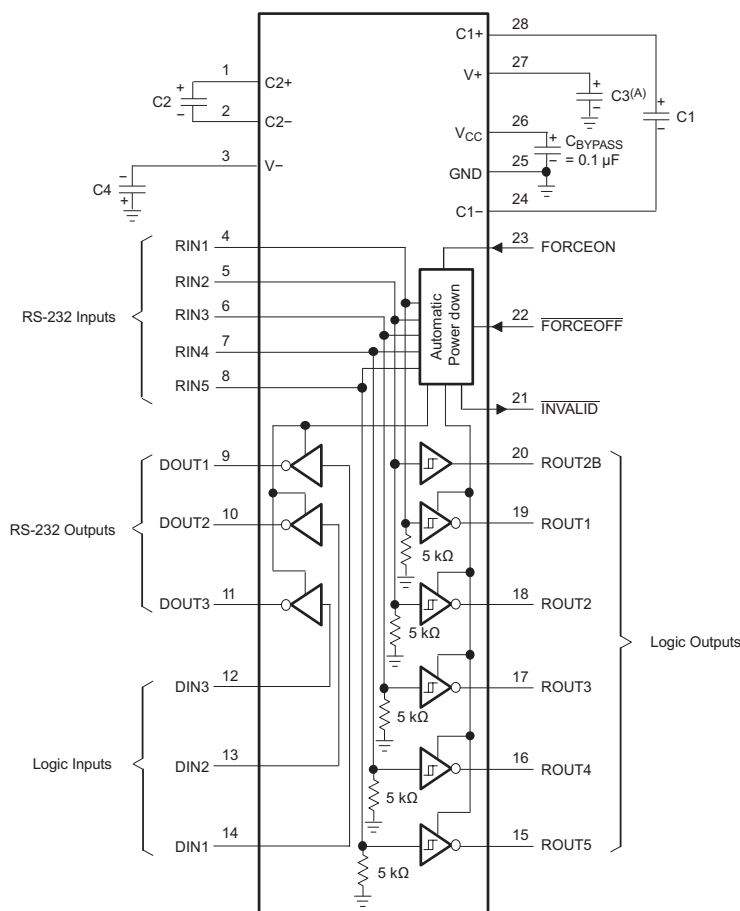 28
C1+
27
V+
C3(A)
C1
1
C2+
C2
2
C2−
26
VCC
CBYPASS
= 0.1 µF
25
GND
3
V−
C4
24
C1−
RS-232 Inputs
RIN1
4
RIN2
5
RIN3
6
RIN4
7
RIN5
8
23
FORCEON
Automatic
Power down
22
FORCEOFF
21
INVALID
RS-232 Outputs
DOUT1
9
DOUT2
10
DOUT3
11
20
ROUT2B
19
ROUT1
5 kΩ
18
ROUT2
5 kΩ
17
ROUT3
5 kΩ
16
ROUT4
5 kΩ
15
ROUT5
5 kΩ
Logic Outputs
Logic Inputs
DIN3
12
DIN2
13
DIN1
14
+
−
+
−
−
+
+
−
+
−
+
−